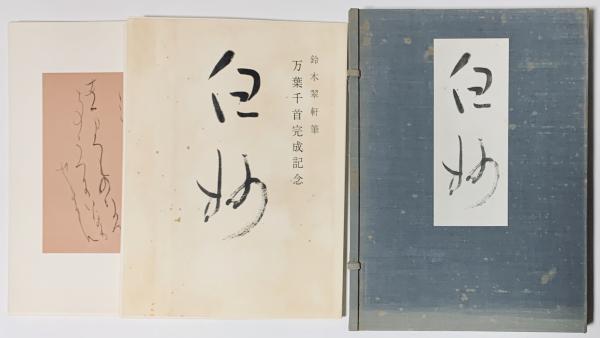 鈴木翠軒筆
万葉千首完成記念
白妙
白妙